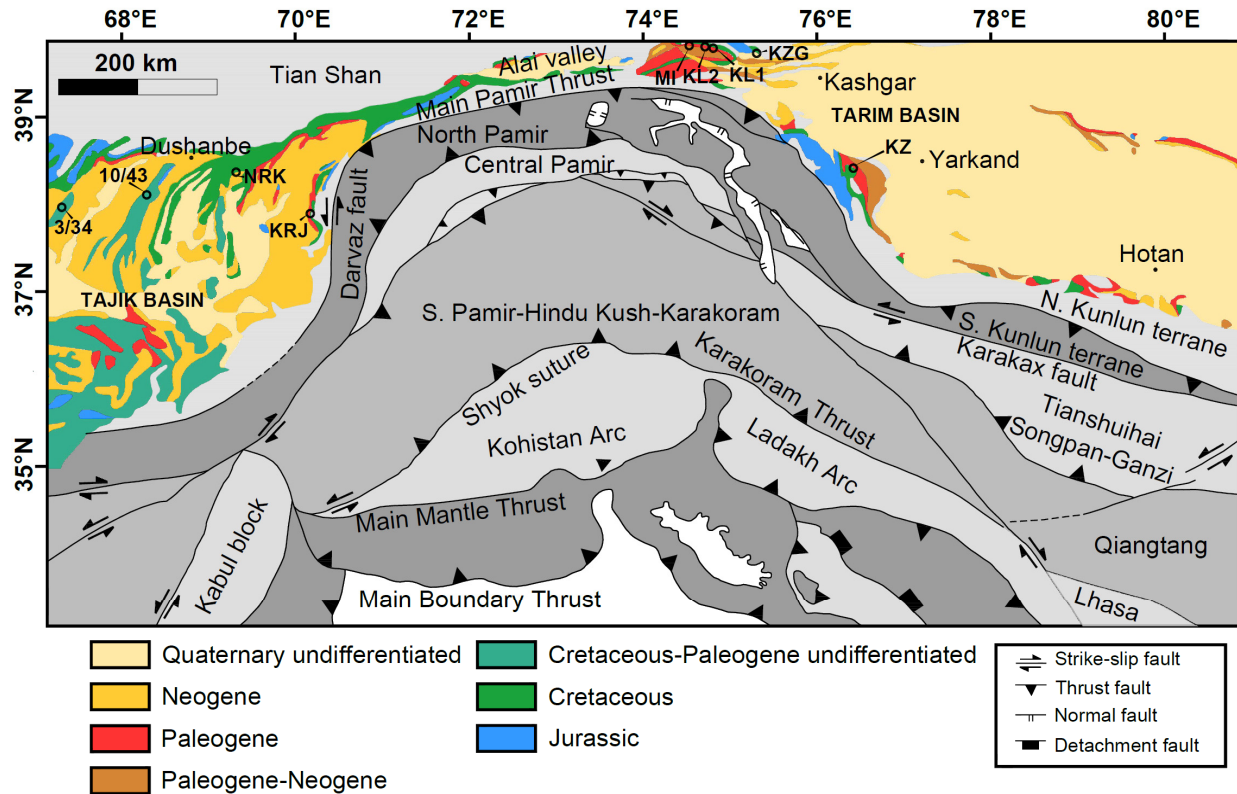 68°E
70°E
72°E
74°E
76°E
78°E
80°E
39°N
37°N
35°N
200 km
Tian Shan
Alai valley
Main Pamir Thrust
MI
KL2
KL1
KZG
Kashgar
TARIM BASIN
North Pamir
Central Pamir
Dushanbe
10/43
NRK
3/34
KRJ
Darvaz fault
KZ
Yarkand
Hotan
TAJIK BASIN
S. Pamir-Hindu Kush-Karakoram
N. Kunlun terrane
S. Kunlun terrane
Karakax fault
Shyok suture
Karakoram Thrust
Tianshuihai
Songpan-Ganzi
Kohistan Arc
Ladakh Arc
Main Mantle Thrust
Kabul block
Qiangtang
Main Boundary Thrust
Lhasa
Quaternary undifferentiated
Neogene
Paleogene
Paleogene-Neogene
Cretaceous-Paleogene undifferentiated
Cretaceous
Jurassic
Strike-slip fault
Thrust fault
Normal fault
Detachment fault